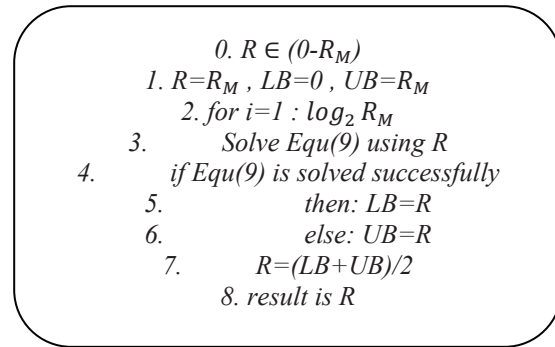 0. R ∈ (0-R_M)
1. R=R_M , LB=0 , UB=R_M
2. for i=1 : log₂ R_M
3. Solve Equ(9) using R
4. if Equ(9) is solved successfully
5. then: LB=R
6. else: UB=R
7. R=(LB+UB)/2
8. result is R